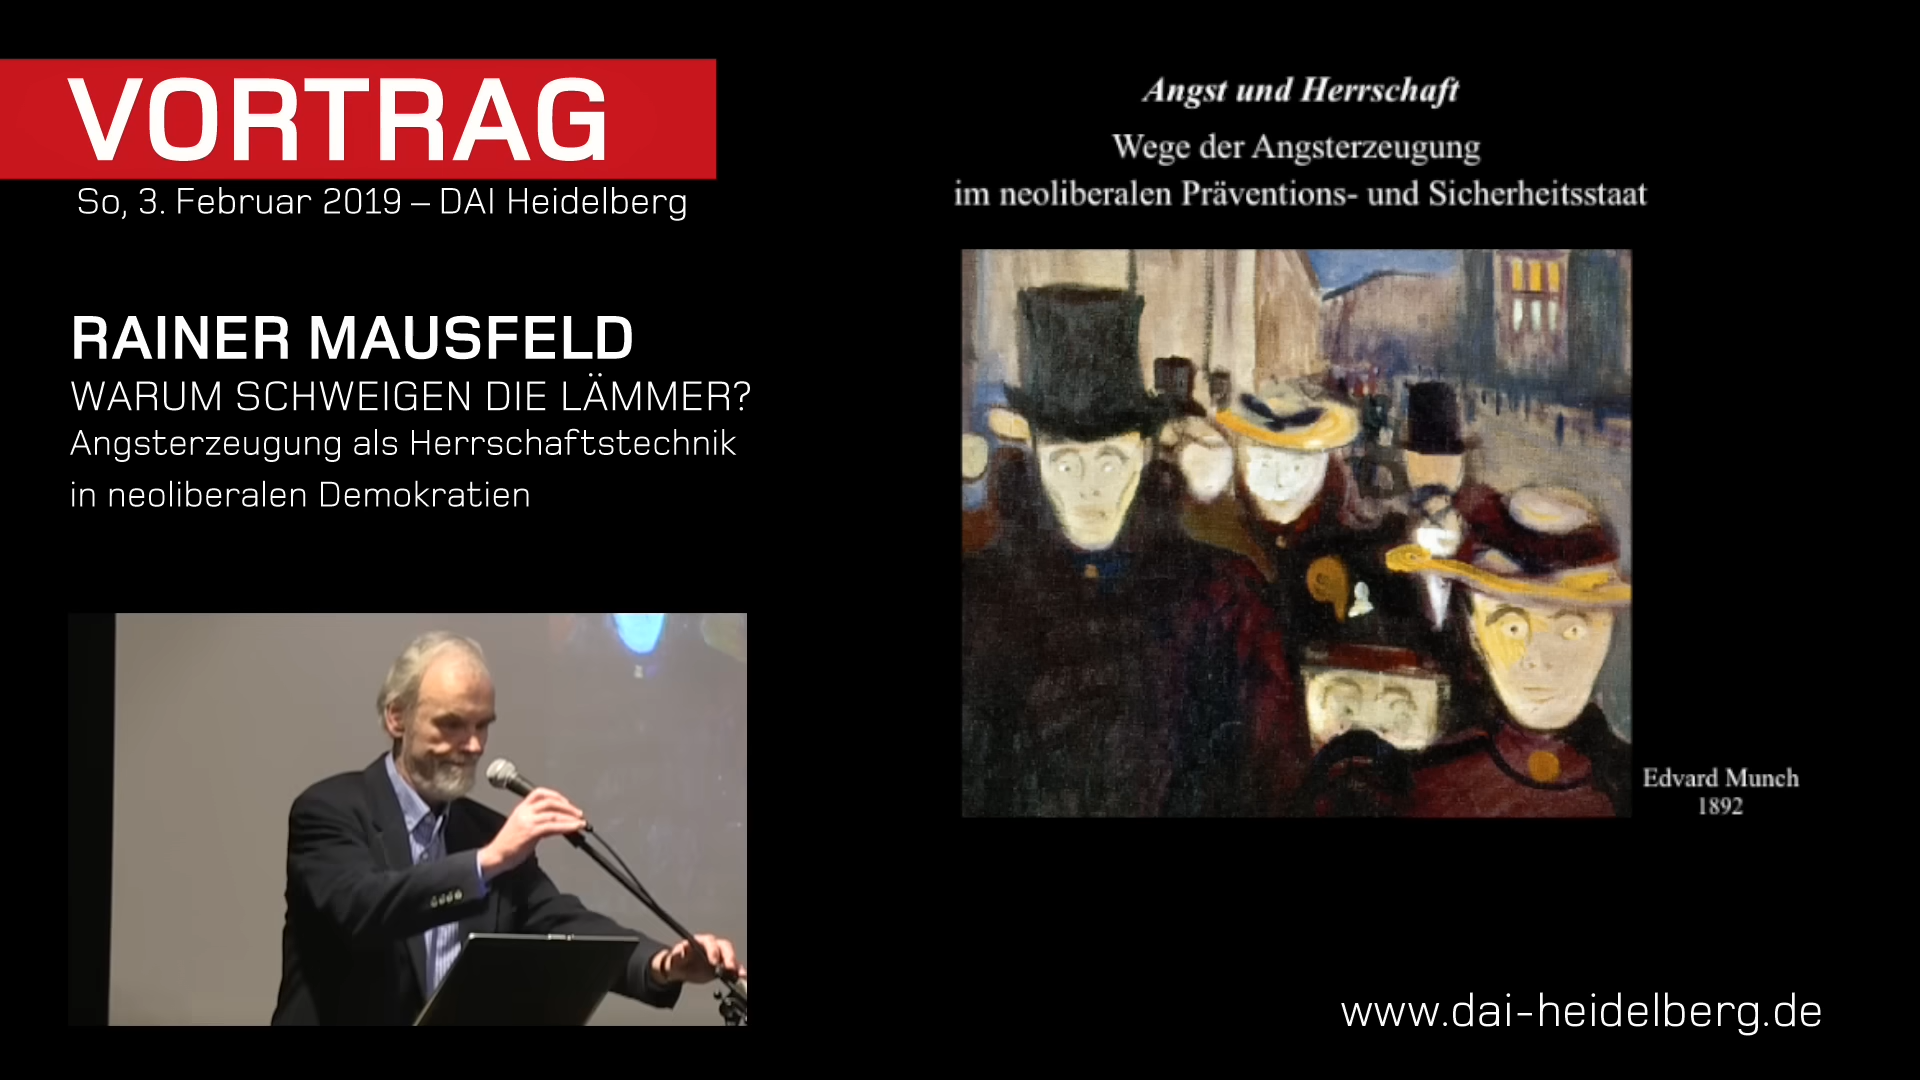 VORTRAG
So, 3. Februar 2019 – DAI Heidelberg
RAINER MAUSFELD
WARUM SCHWEIGEN DIE LÄMMER?
Angsterzeugung als Herrschaftstechnik
in neoliberalen Demokratien
Angst und Herrschaft
Wege der Angsterzeugung
im neoliberalen Präventions- und Sicherheitsstaat
Edvard Munch
1892
www.dai-heidelberg.de